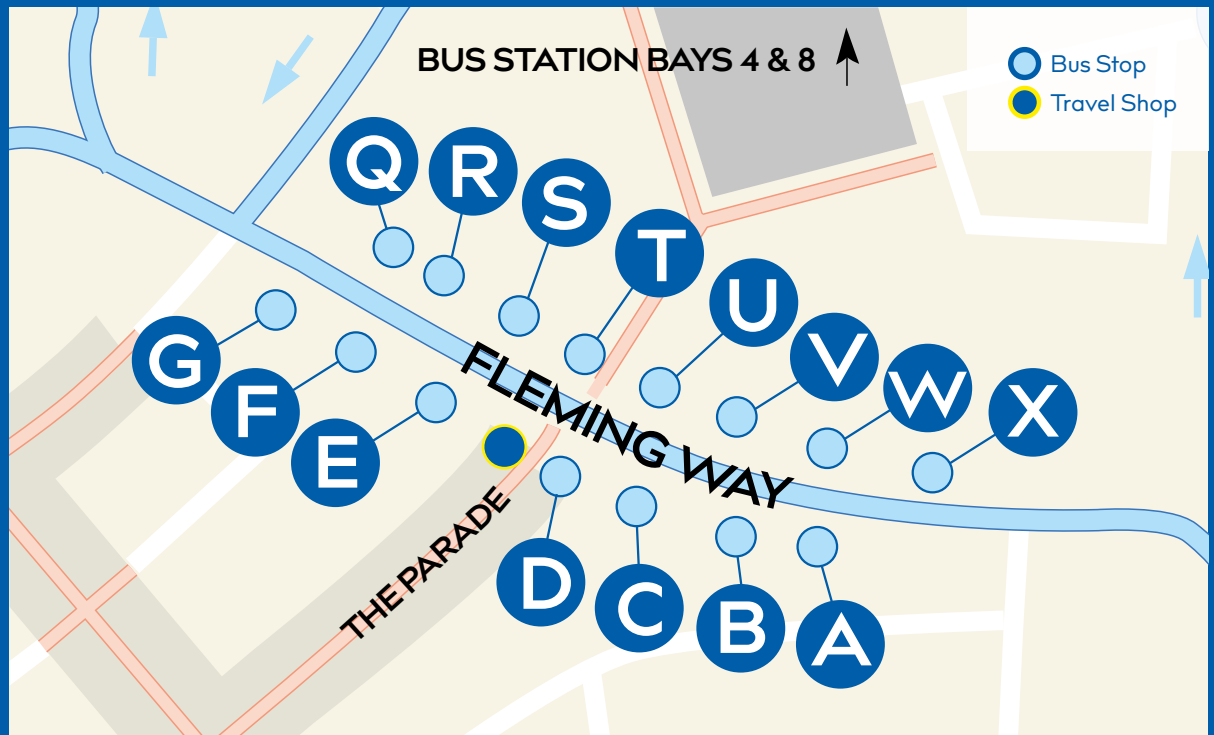 BUS STATION BAYS 4 & 8
Bus Stop
Travel Shop
Q
R
S
T
U
V
W
X
G
F
E
FLEMING WAY
THE PARADE
D
C
B
A